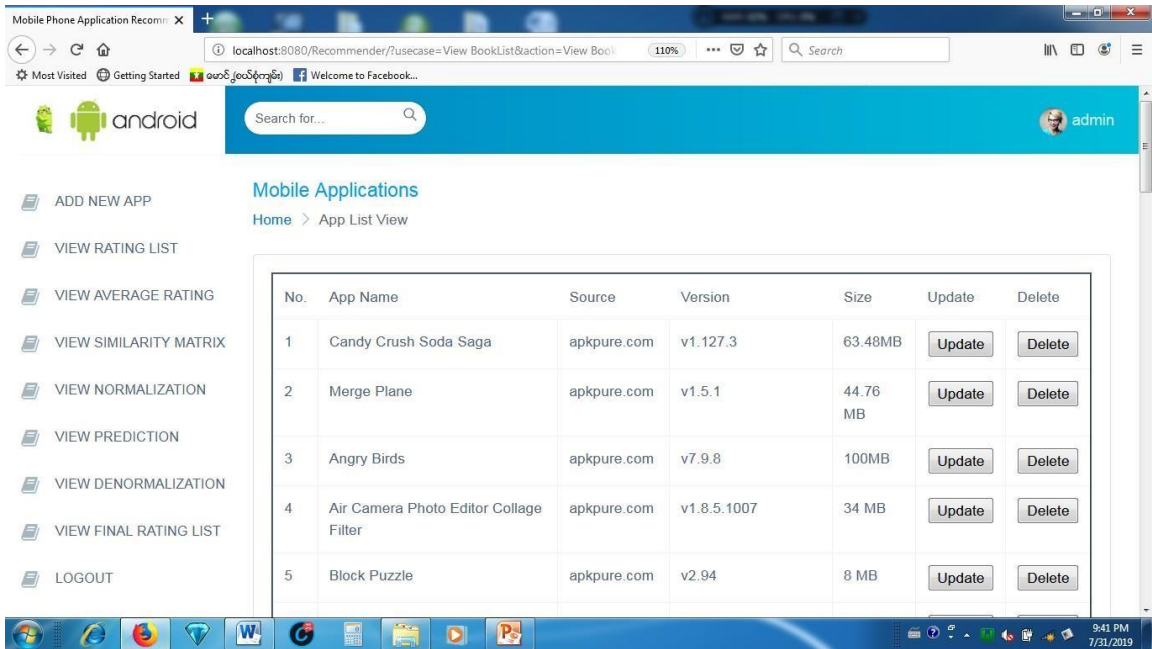 Mobile Phone Application Recomm
localhost:8080/Recommender/?usecase=View BookList&action=View Book
110%
Search
Most Visited
Getting Started
Welcome to Facebook...
android
Search for...
admin
ADD NEW APP
VIEW RATING LIST
VIEW AVERAGE RATING
VIEW SIMILARITY MATRIX
VIEW NORMALIZATION
VIEW PREDICTION
VIEW DENORMALIZATION
VIEW FINAL RATING LIST
LOGOUT
Mobile Applications
Home > App List View
No. App Name Source Version Size Update Delete
1 Candy Crush Soda Saga apkpure.com v1.127.3 63.48MB Update Delete
2 Merge Plane apkpure.com v1.5.1 44.76 MB Update Delete
3 Angry Birds apkpure.com v7.9.8 100MB Update Delete
4 Air Camera Photo Editor Collage Filter apkpure.com v1.8.5.1007 34 MB Update Delete
5 Block Puzzle apkpure.com v2.94 8 MB Update Delete
9:41 PM
7/31/2019